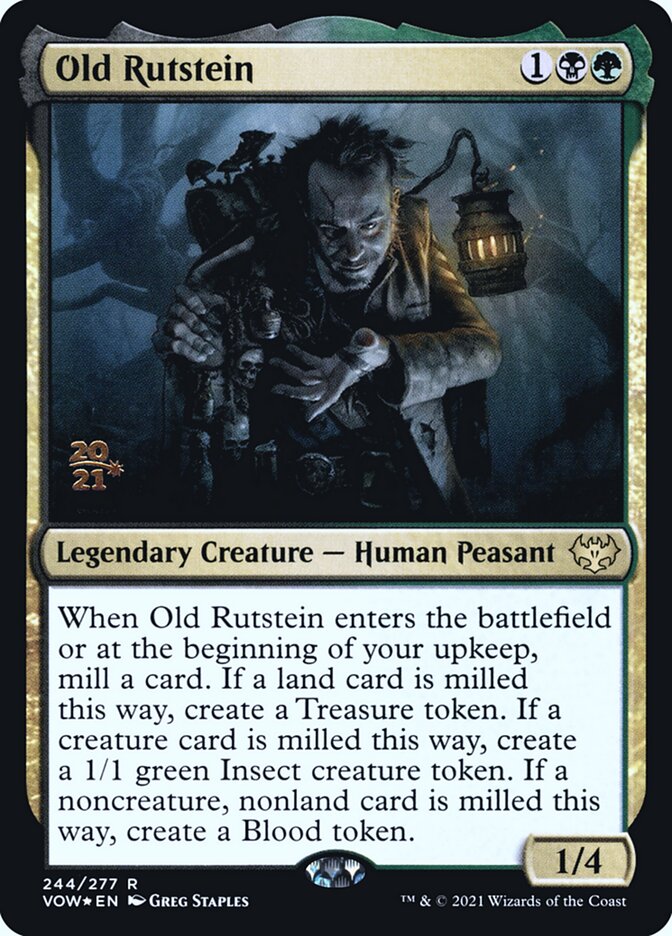 Old Rutstein
1
20
21
Legendary Creature — Human Peasant
When Old Rutstein enters the battlefield
or at the beginning of your upkeep,
mill a card. If a land card is milled
this way, create a Treasure token. If a
creature card is milled this way, create
a 1/1 green Insect creature token. If a
noncreature, nonland card is milled this
way, create a Blood token.
1/4
244/277 R
VOW★EN Greg Staples
™ & © 2021 Wizards of the Coast